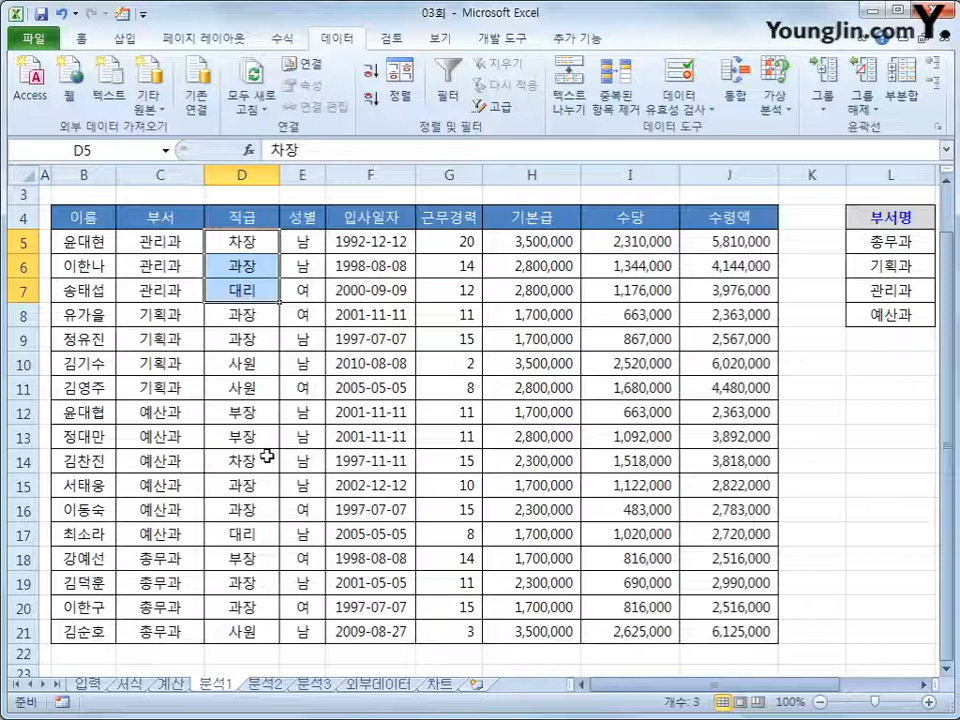 03회 - Microsoft Excel
YoungJin.com Y.
파일 홈 삽입 페이지 레이아웃 수식 데이터 검토 보기 개발 도구 추가 기능
Access 웹 텍스트 기타 원본 기존 연결 모두 새로 고침 연결 속성 연결 편집 정렬 필터 지우기 다시 적용 고급 텍스트 나누기 중복된 항목 제거 데이터 유효성 검사 통합 가상 분석 그룹 그룹 해제 부분합
외부 데이터 가져오기 연결 정렬 및 필터 데이터 도구 윤곽선
D5 fx 차장
A B C D E F G H I J K L
3
4 이름 부서 직급 성별 입사일자 근무경력 기본급 수당 수령액 부서명
5 윤대현 관리과 차장 남 1992-12-12 20 3,500,000 2,310,000 5,810,000 총무과
6 이한나 관리과 과장 남 1998-08-08 14 2,800,000 1,344,000 4,144,000 기획과
7 송태섭 관리과 대리 여 2000-09-09 12 2,800,000 1,176,000 3,976,000 관리과
8 유가을 기획과 과장 여 2001-11-11 11 1,700,000 663,000 2,363,000 예산과
9 정유진 기획과 과장 남 1997-07-07 15 1,700,000 867,000 2,567,000
10 김기수 기획과 사원 남 2010-08-08 2 3,500,000 2,520,000 6,020,000
11 김영주 기획과 사원 여 2005-05-05 8 2,800,000 1,680,000 4,480,000
12 윤대협 예산과 부장 남 2001-11-11 11 1,700,000 663,000 2,363,000
13 정대만 예산과 부장 남 2001-11-11 11 2,800,000 1,092,000 3,892,000
14 김찬진 예산과 차장 남 1997-11-11 15 2,300,000 1,518,000 3,818,000
15 서태웅 예산과 과장 남 2002-12-12 10 1,700,000 1,122,000 2,822,000
16 이동숙 예산과 과장 여 1997-07-07 15 2,300,000 483,000 2,783,000
17 최소라 예산과 대리 여 2005-05-05 8 1,700,000 1,020,000 2,720,000
18 강예선 총무과 부장 여 1998-08-08 14 1,700,000 816,000 2,516,000
19 김덕훈 총무과 과장 남 2001-05-05 11 2,300,000 690,000 2,990,000
20 이한구 총무과 과장 여 1997-07-07 15 1,700,000 816,000 2,516,000
21 김순호 총무과 사원 남 2009-08-27 3 3,500,000 2,625,000 6,125,000
22
23
입력 서식 계산 분석1 분석2 분석3 외부데이터 차트
준비 개수: 3 100%